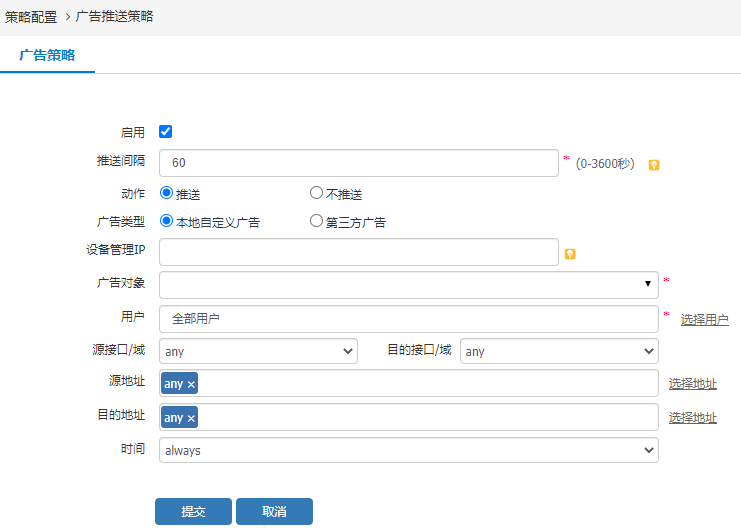 策略配置 > 广告推送策略
广告策略
启用
推送间隔 60 * (0-3600秒)
动作 推送 不推送
广告类型 本地自定义广告 第三方广告
设备管理IP
广告对象 *
用户 全部用户 * 选择用户
源接口/域 any 目的接口/域 any
源地址 any × 选择地址
目的地址 any × 选择地址
时间 always
提交 取消